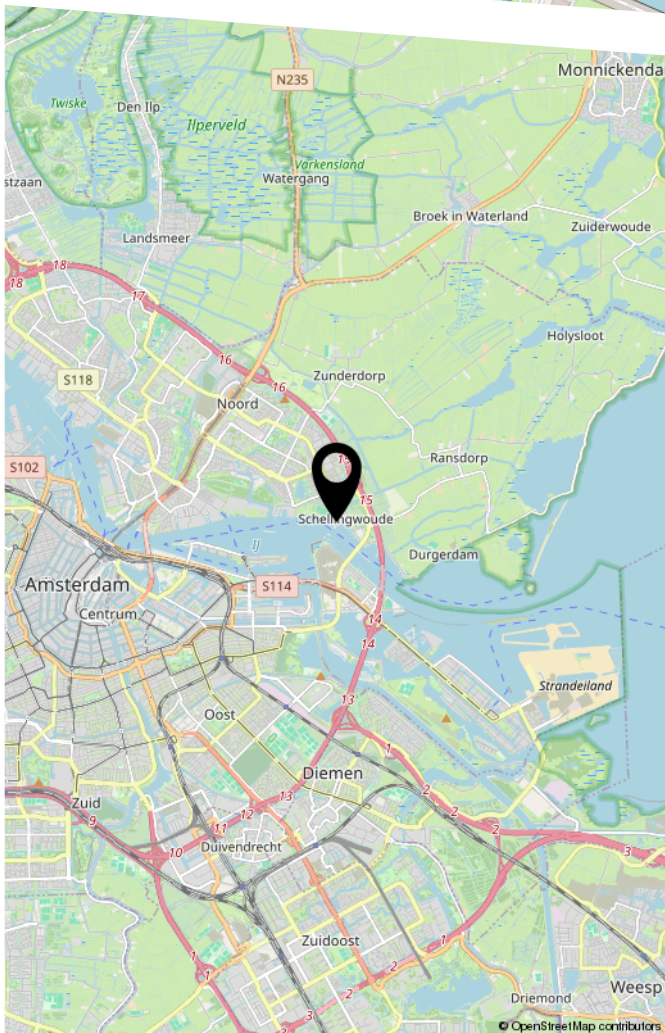 N235
Monnickenda
Twiske
Den Ilp
Ilperveld
Varkensland
stzaan
Watergang
Broek in Waterland
Zuiderwoude
Landsmeer
18
18
17
16
Holysloot
S118
16
Zunderdorp
Noord
Ransdorp
S102
15
Schellingwoude
IJ
Durgerdam
Amsterdam
S114
Centrum
14
14
Strandeiland
13
Oost
1
Diemen
2
Zuid
13
2
9
12
11
2
10
Duivendrecht
3
Zuidoost
1
1
2
Weesp
2
Driemond
3
© OpenStreetMap contributors